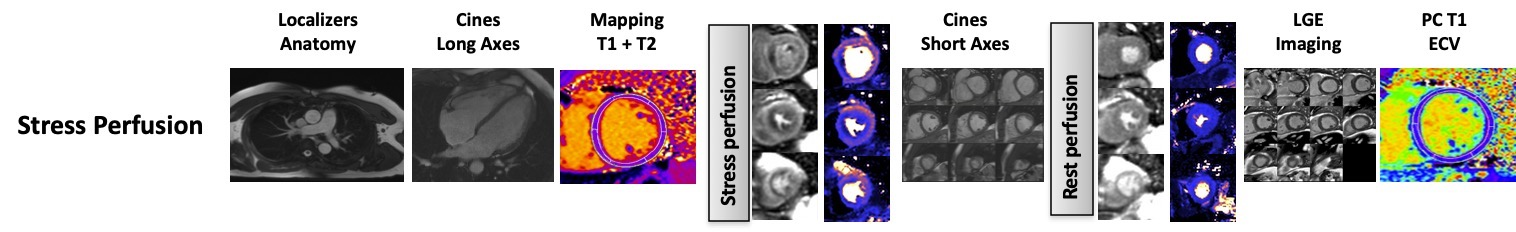 Stress Perfusion
Localizers
Anatomy
Cines
Long Axes
Mapping
T1 + T2
Stress perfusion
Cines
Short Axes
Rest perfusion
LGE
Imaging
PC T1
ECV